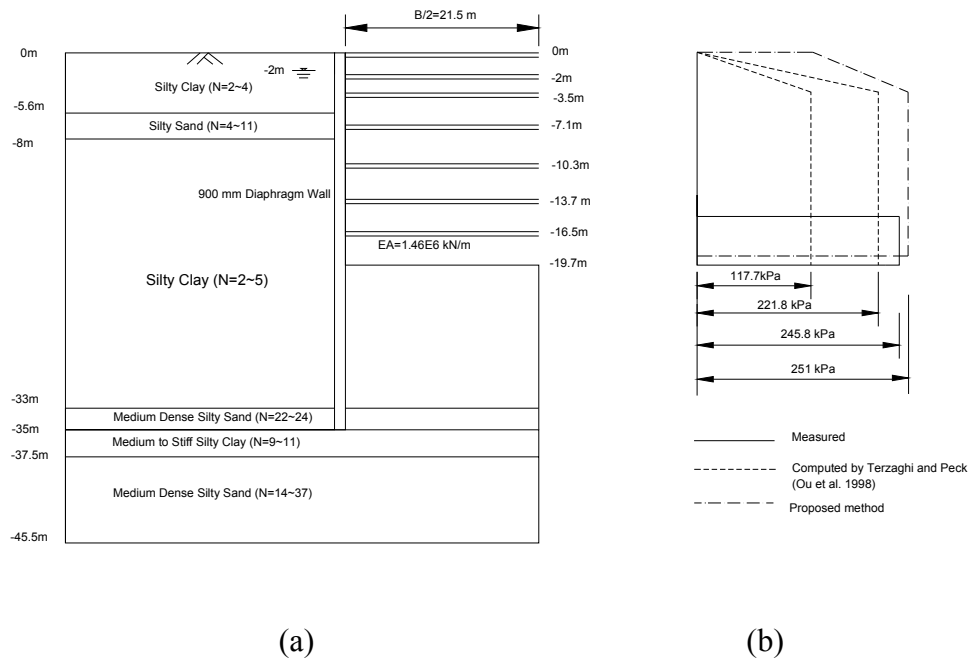 B/2=21.5 m
0m
-2m
Silty Clay (N=2~4)
-5.6m
Silty Sand (N=4~11)
-8m
900 mm Diaphragm Wall
Silty Clay (N=2~5)
-33m
Medium Dense Silty Sand (N=22~24)
-35m
Medium to Stiff Silty Clay (N=9~11)
-37.5m
Medium Dense Silty Sand (N=14~37)
-45.5m
0m
-2m
-3.5m
-7.1m
-10.3m
-13.7 m
-16.5m
EA=1.46E6 kN/m
-19.7m
(a)
117.7kPa
221.8 kPa
245.8 kPa
251 kPa
Measured
Computed by Terzaghi and Peck
(Ou et al. 1998)
Proposed method
(b)